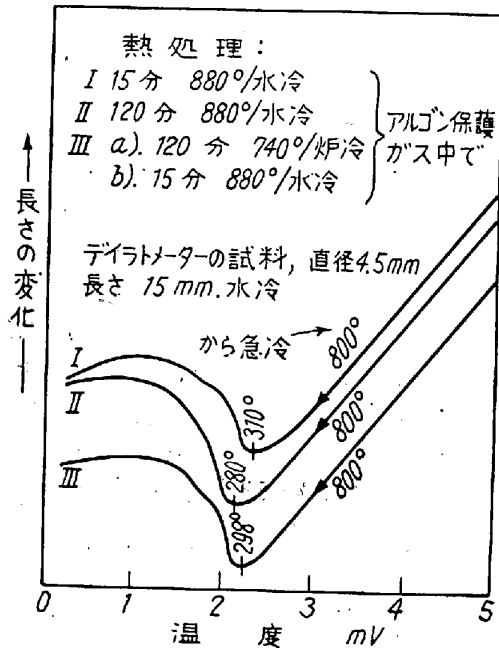 熱処理:
I 15分 880°/水冷
II 120分 880°/水冷
III a). 120分 740°/炉冷
b). 15分 880°/水冷
アルゴン保護
ガス中で
デイラトメーターの試料, 直径4.5mm
長さ 15mm. 水冷
から急冷
800°
800°
800°
I
II
III
310°
280°
298°
長さの変化
0 1 2 3 4 5
温度 mV